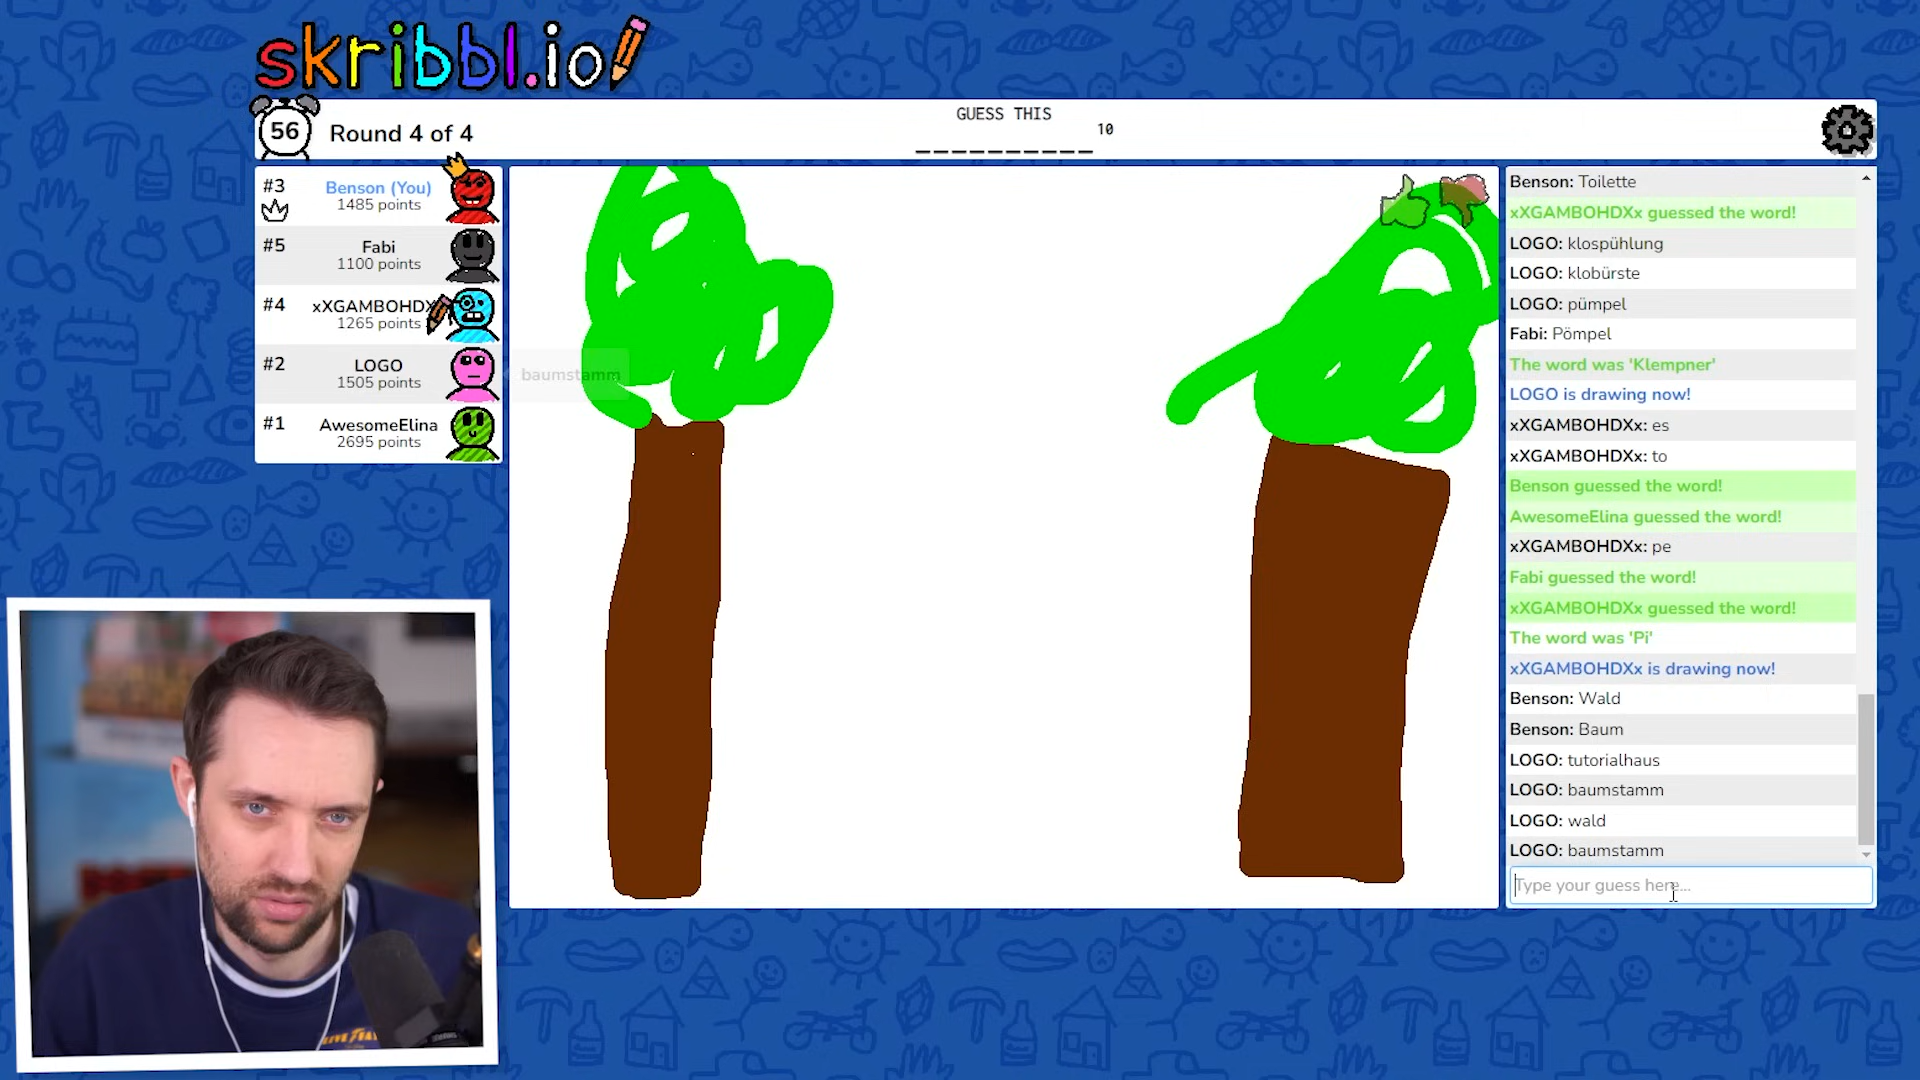 skribbl.io
56
Round 4 of 4
GUESS THIS
__________ 10
#3
Benson (You)
1485 points
#5
Fabi
1100 points
#4
xXGAMBOHDX
1265 points
#2
LOGO
1505 points
#1
AwesomeElina
2695 points
baumstamm
Benson: Toilette
xXGAMBOHDXx guessed the word!
LOGO: klospühlung
LOGO: klobürste
LOGO: pümpel
Fabi: Pömpel
The word was 'Klempner'
LOGO is drawing now!
xXGAMBOHDXx: es
xXGAMBOHDXx: to
Benson guessed the word!
AwesomeElina guessed the word!
xXGAMBOHDXx: pe
Fabi guessed the word!
xXGAMBOHDXx guessed the word!
The word was 'Pi'
xXGAMBOHDXx is drawing now!
Benson: Wald
Benson: Baum
LOGO: tutorialhaus
LOGO: baumstamm
LOGO: wald
LOGO: baumstamm
Type your guess here...